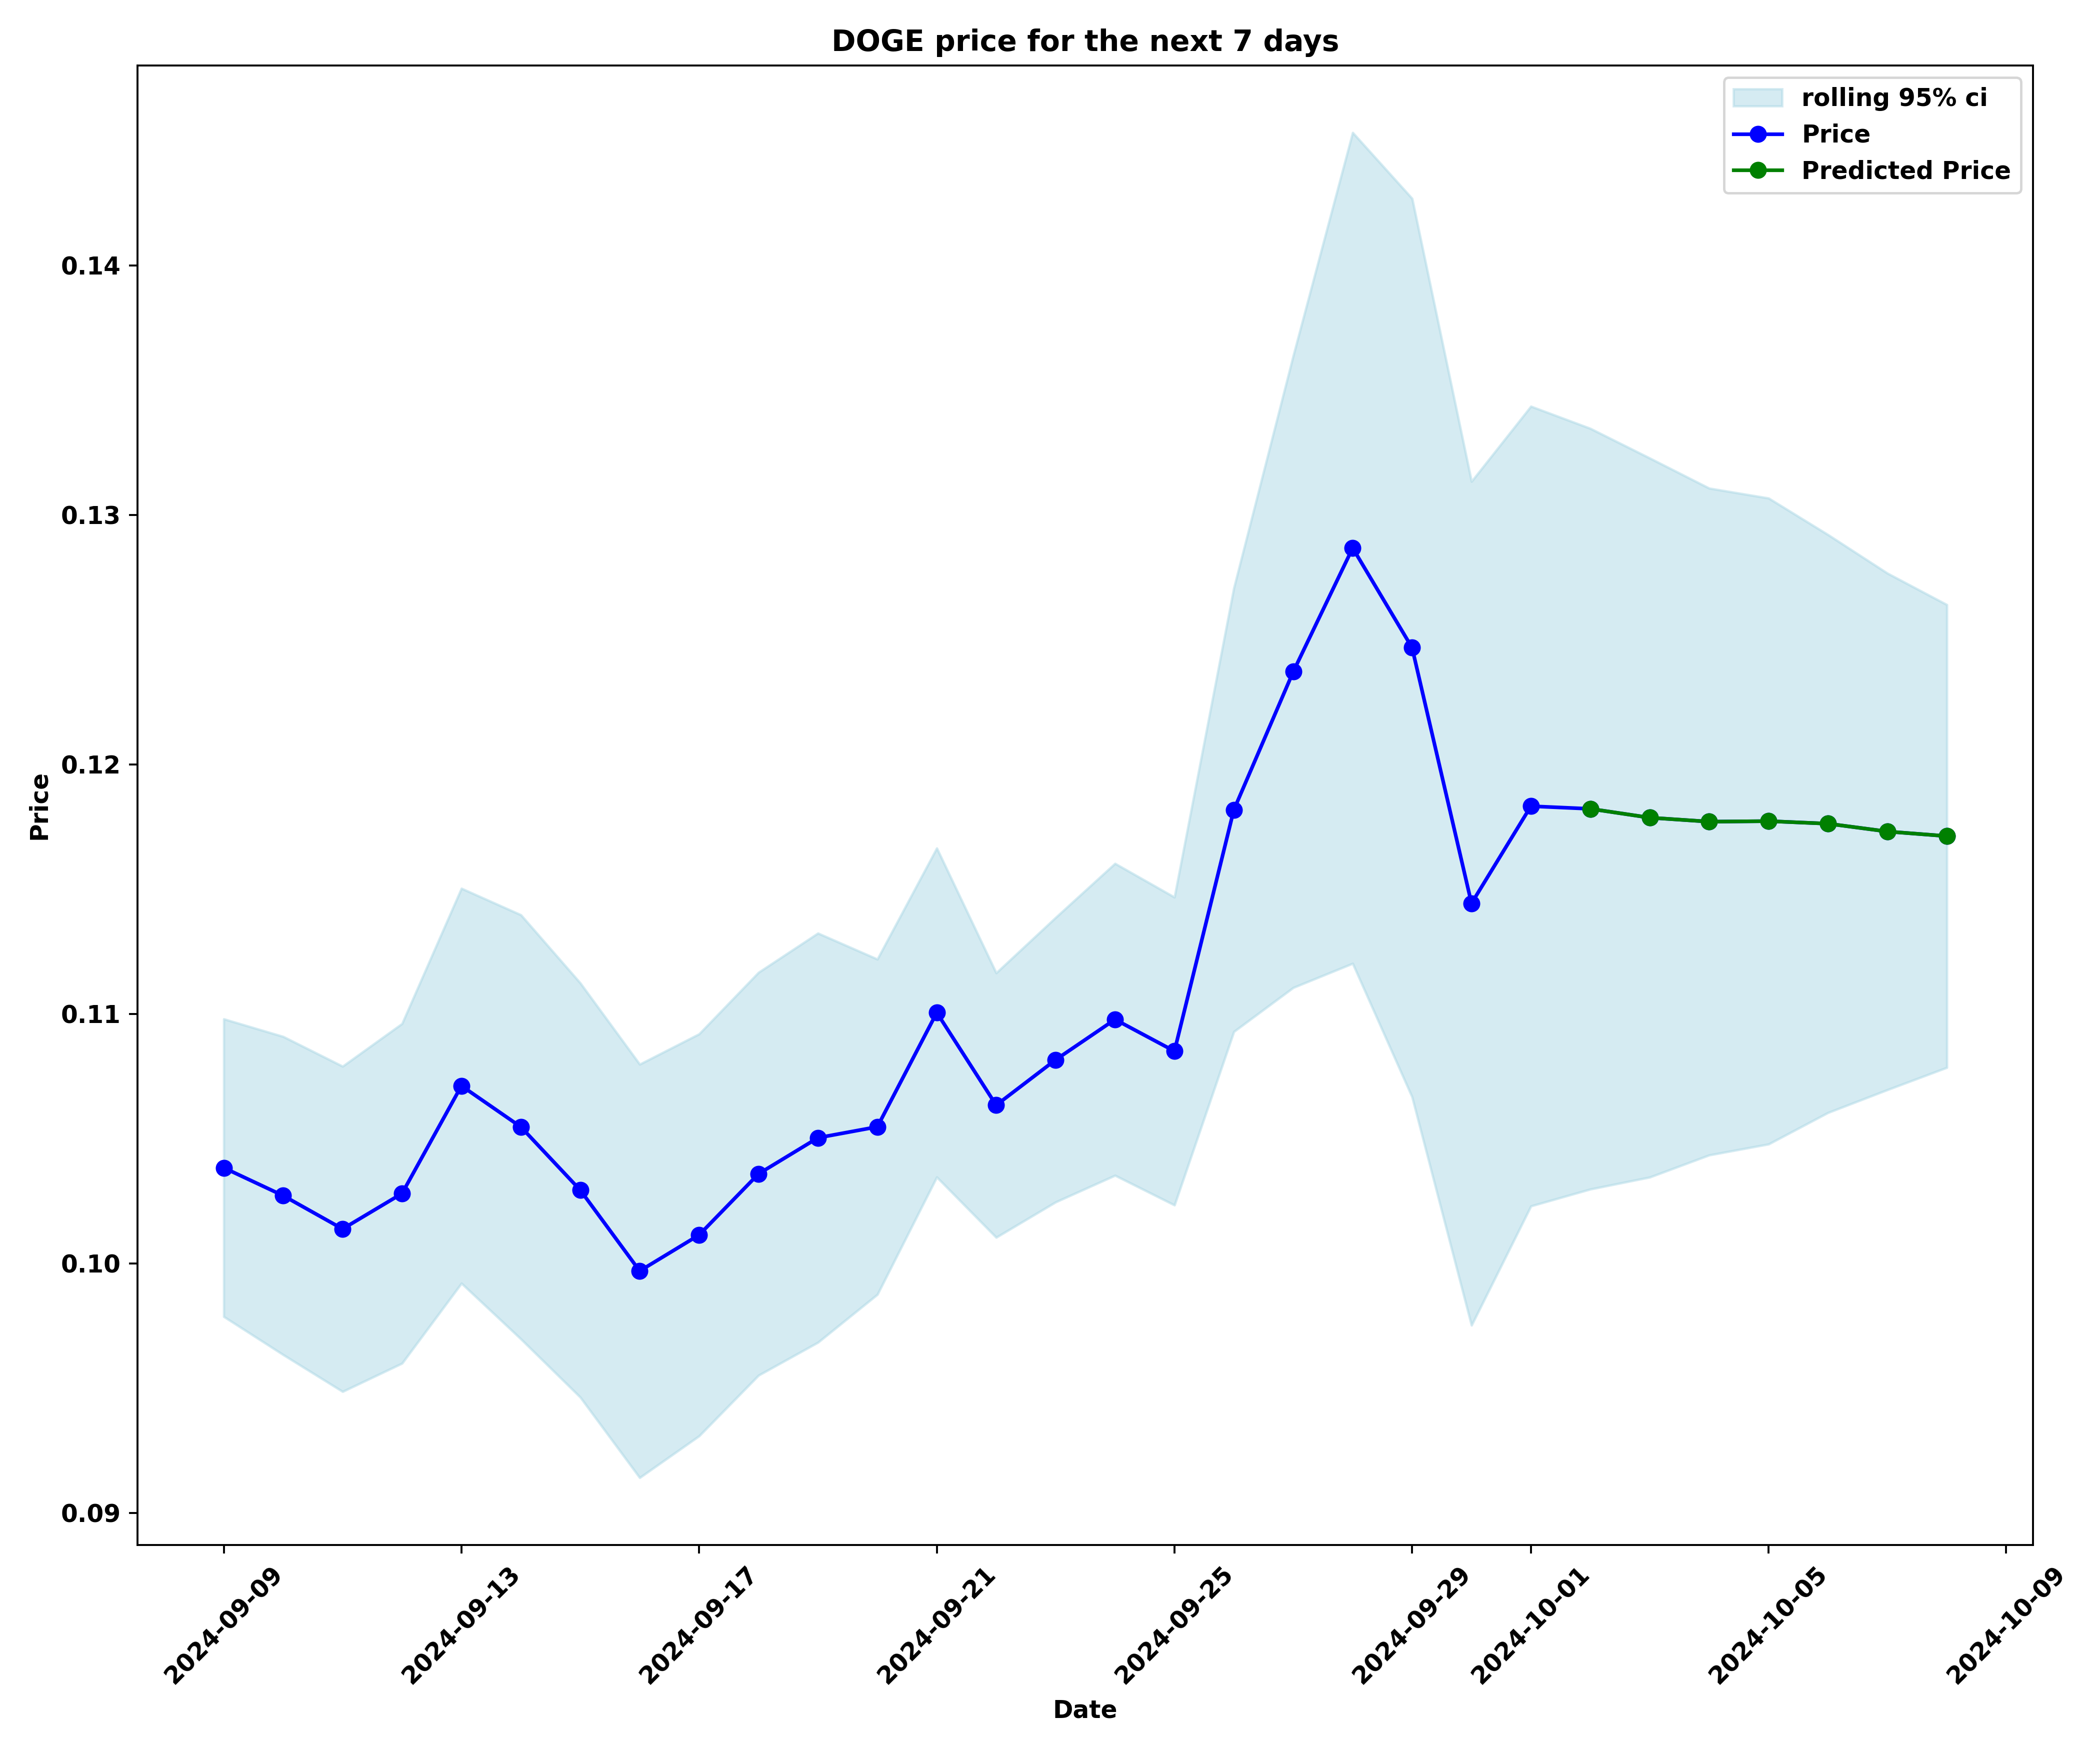 DOGE price for the next 7 days
rolling 95% ci
Price
Predicted Price
0.14
0.13
0.12
0.11
0.10
0.09
Price
2024-09-09
2024-09-13
2024-09-17
2024-09-21
2024-09-25
2024-09-29
2024-10-01
2024-10-05
2024-10-09
Date